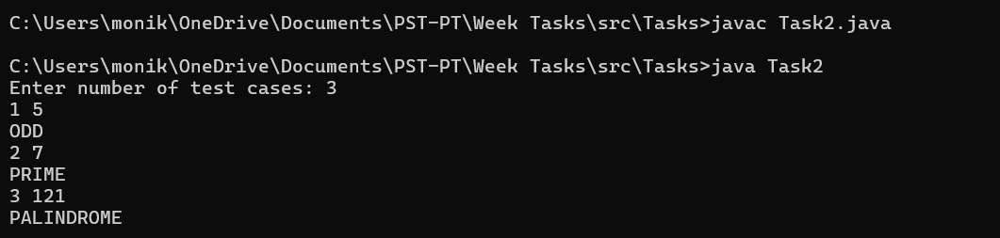 C:\Users\monik\OneDrive\Documents\PST-PT\Week Tasks\src\Tasks>javac Task2.java
C:\Users\monik\OneDrive\Documents\PST-PT\Week Tasks\src\Tasks>java Task2
Enter number of test cases: 3
1 5
ODD
2 7
PRIME
3 121
PALINDROME